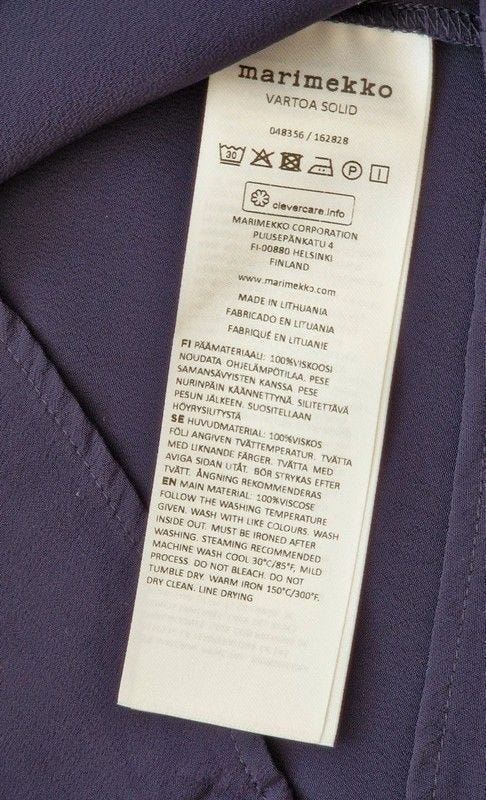 marimekko
VARTOA SOLID
048356 / 162828
30 P
clevercare.info
MARIMEKKO CORPORATION
PUUSEPÄNKATU 4
FI-00880 HELSINKI
FINLAND
www.marimekko.com
MADE IN LITHUANIA
FABRICADO EN LITUANIA
FABRIQUÉ EN LITUANIE
FI PÄÄMATERIAALI: 100%VISKOOSI
NOUDATA OHJELÄMPÖTILAA. PESE
SAMANSÄVYISTEN KANSSA. PESE
NURINPÄIN KÄÄNNETTYNÄ. SILITETTÄVÄ
PESUN JÄLKEEN. SUOSITELLAAN
HÖYRYSILITYSTÄ
SE HUVUDMATERIAL: 100%VISKOS
FÖLJ ANGIVEN TVÄTTEMPERATUR. TVÄTTA
MED LIKNANDE FÄRGER. TVÄTTA MED
AVIGA SIDAN UTÅT. BÖR STRYKAS EFTER
TVÄTT. ÅNGNING REKOMMENDERAS
EN MAIN MATERIAL: 100%VISCOSE
FOLLOW THE WASHING TEMPERATURE
GIVEN. WASH WITH LIKE COLOURS. WASH
INSIDE OUT. MUST BE IRONED AFTER
WASHING. STEAMING RECOMMENDED
MACHINE WASH COOL 30°C/85°F, MILD
PROCESS DO NOT BLEACH. DO NOT
TUMBLE DRY. WARM IRON 150°C/300°F,
DRY CLEAN. LINE DRYING